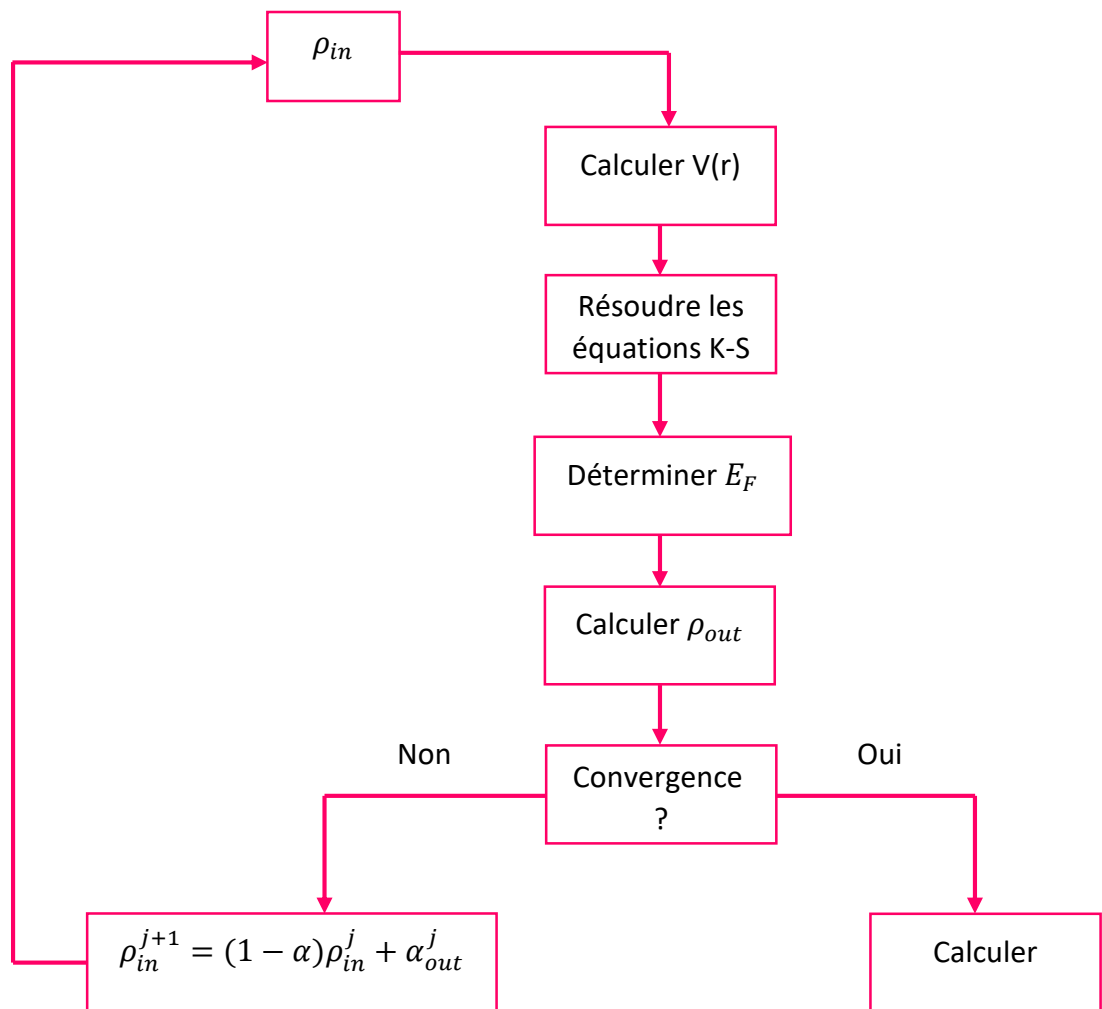 ρ_in
Calculer V(r)
Résoudre les
équations K-S
Déterminer E_F
Calculer ρ_out
Non
Oui
Convergence
?
ρ_in^{j+1} = (1 − α)ρ_in^j + α_out^j
Calculer